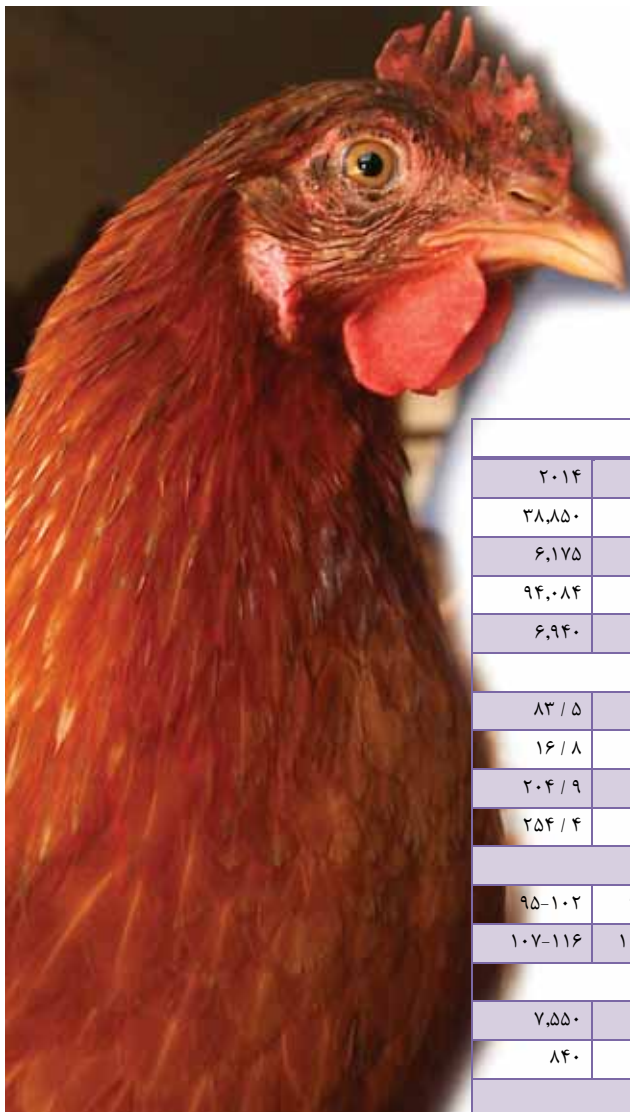 ۲۰۱۴
۳۸,۸۵۰
۶,۱۷۵
۹۴,۰۸۴
۶,۹۴۰
۸۳ / ۵
۱۶ / ۸
۲۰۴ / ۹
۲۵۴ / ۴
۹۵-۱۰۲
۱۰۷-۱۱۶
۷,۵۵۰
۸۴۰